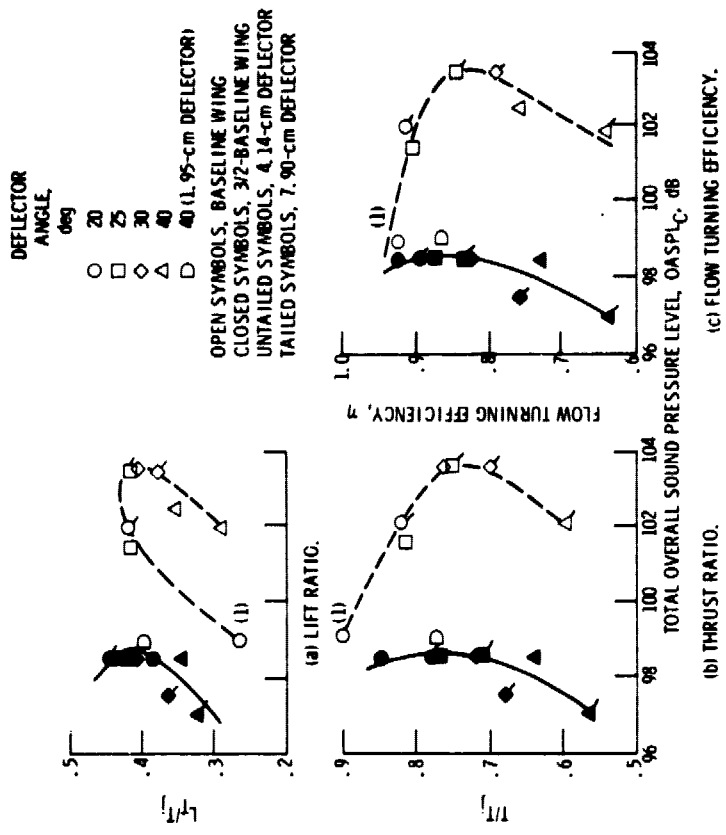 DEFLECTOR
ANGLE,
deg
20
25
30
40
40 (1.95-cm DEFLECTOR)
OPEN SYMBOLS, BASELINE WING
CLOSED SYMBOLS, 3/2-BASELINE WING
UNTAILED SYMBOLS, 4.14-cm DEFLECTOR
TAILED SYMBOLS, 7.90-cm DEFLECTOR
L_T/T_j
.5
.4
.3
.2
(1)
(a) LIFT RATIO.
T/T_j
.9
.8
.7
.6
.5
(1)
96
98
100
102
104
(b) THRUST RATIO.
FLOW TURNING EFFICIENCY, η
1.0
.9
.8
.7
.6
(1)
96
98
100
102
104
TOTAL OVERALL SOUND PRESSURE LEVEL, OASPL_C, dB
(c) FLOW TURNING EFFICIENCY.